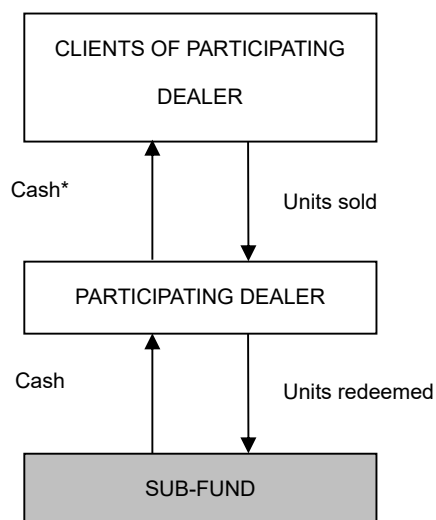 CLIENTS OF PARTICIPATING
DEALER
Cash*
Units sold
PARTICIPATING DEALER
Cash
Units redeemed
SUB-FUND